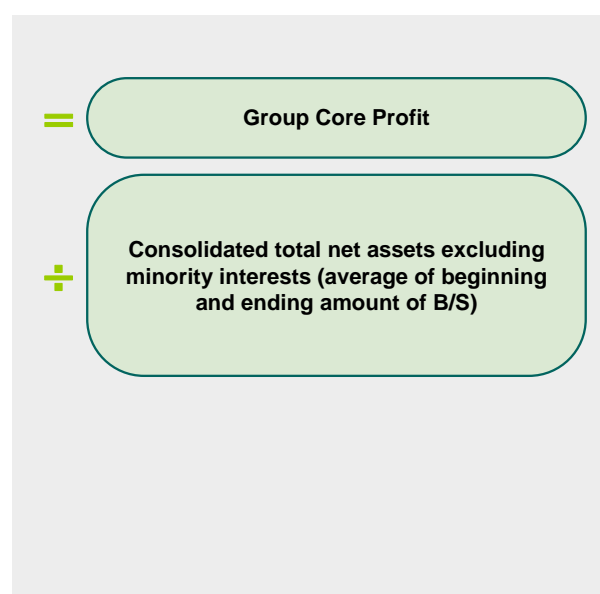 = Group Core Profit
÷ Consolidated total net assets excluding
minority interests (average of beginning
and ending amount of B/S)